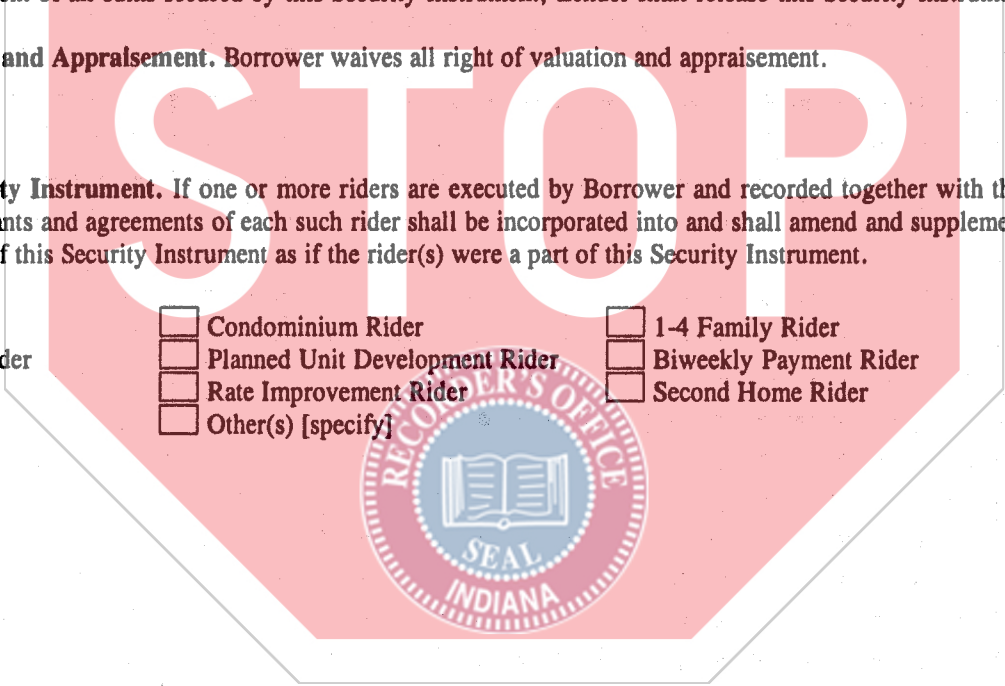 and Appraisement. Borrower waives all right of valuation and appraisement.
ty Instrument. If one or more riders are executed by Borrower and recorded together with
nts and agreements of each such rider shall be incorporated into and shall amend and suppleme
f this Security Instrument as if the rider(s) were a part of this Security Instrument.
Condominium Rider 1-4 Family Rider
der Planned Unit Development Rider Biweekly Payment Rider
Rate Improvement Rider Second Home Rider
Other(s) [specify]
STOP
RECORDER'S OFFICE
SEAL
INDIANA